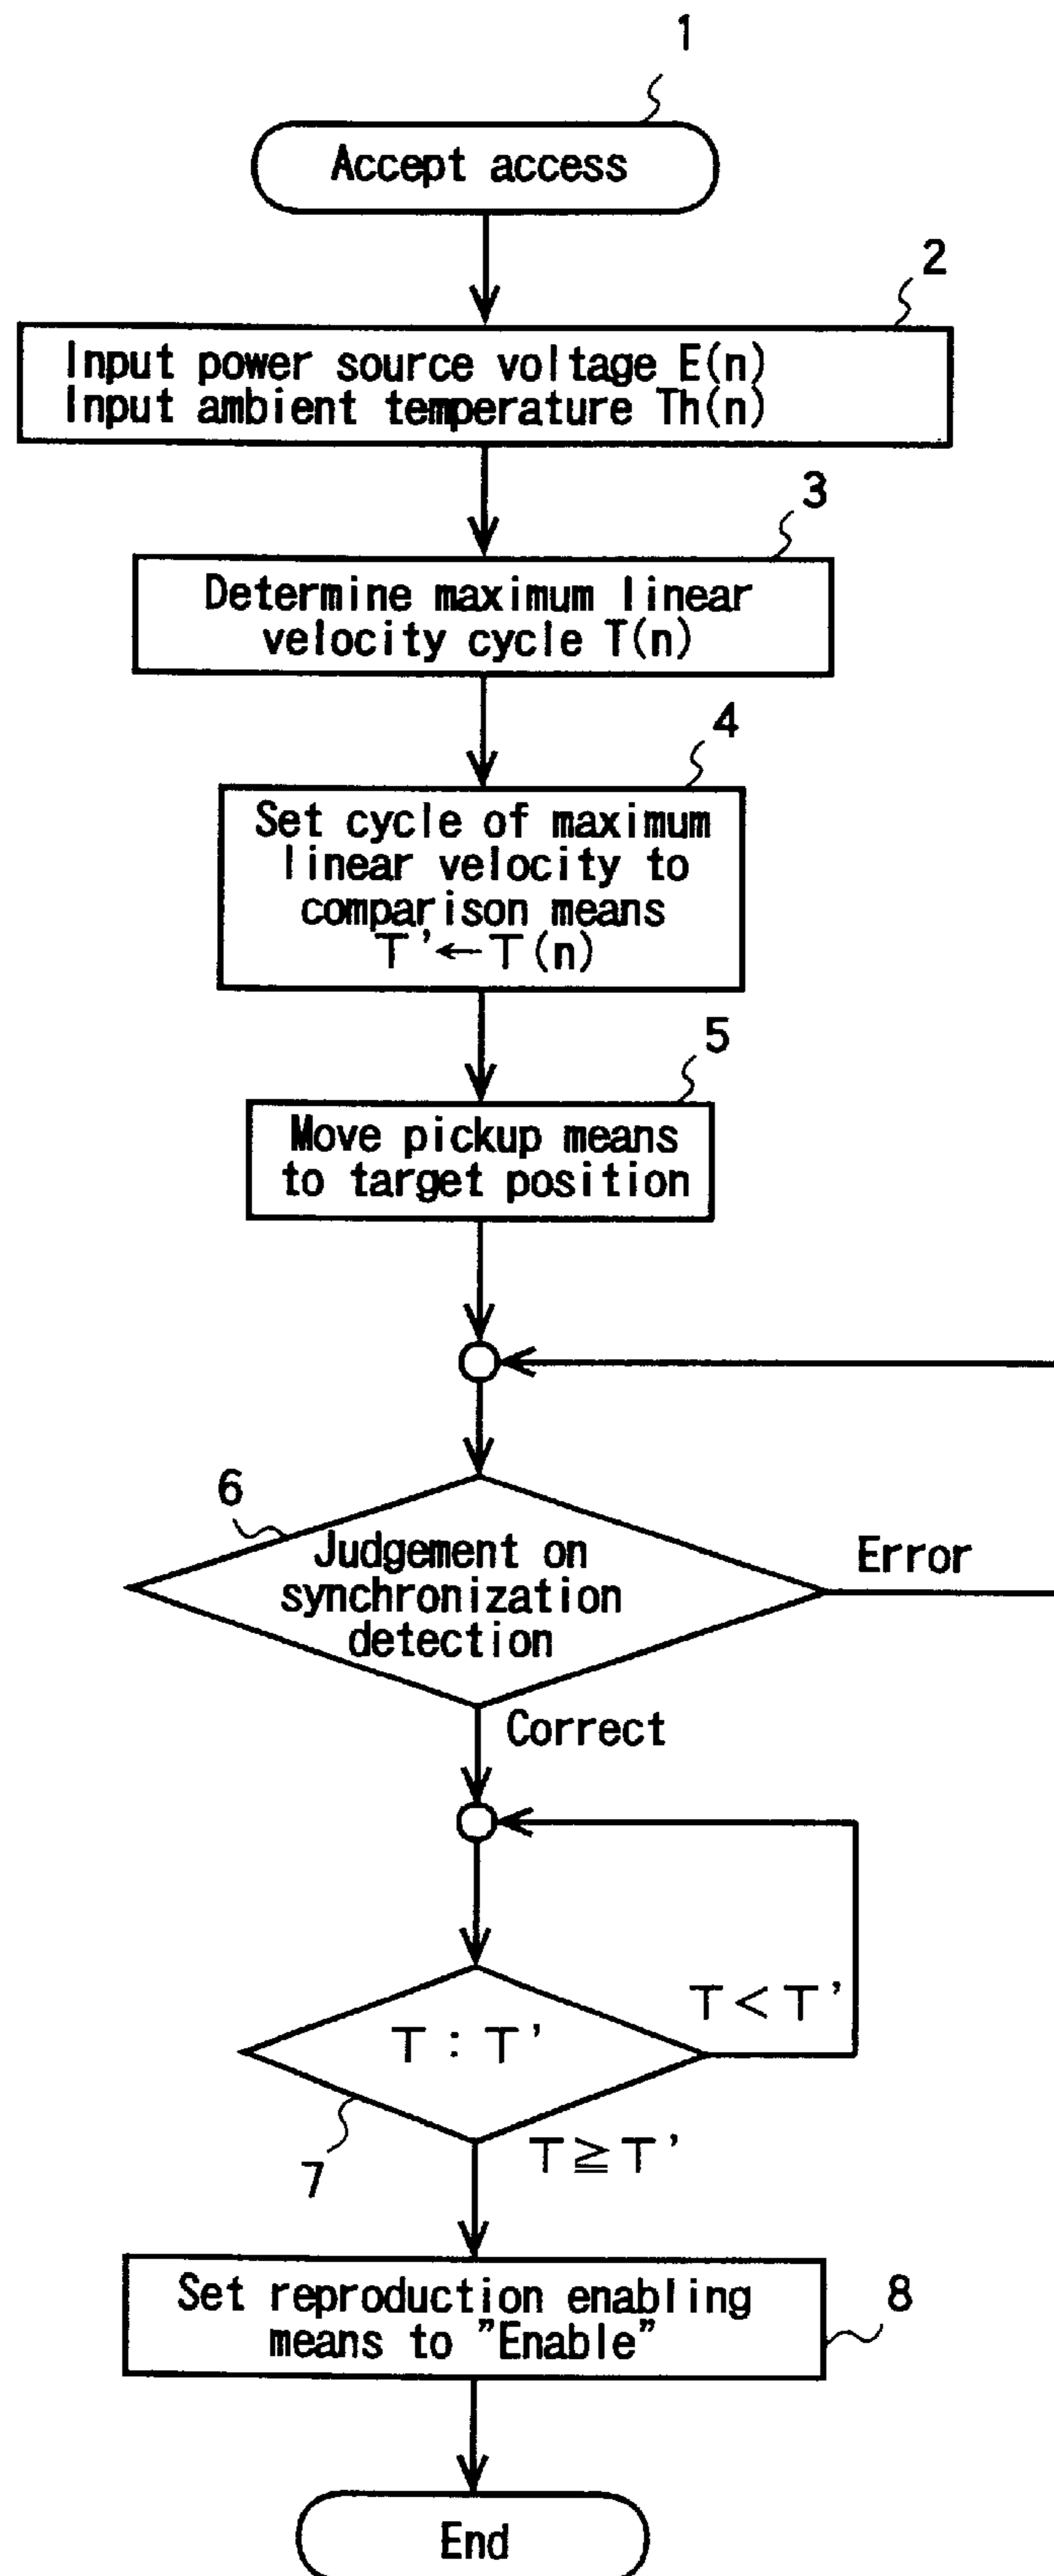 1
Accept access
2
Input power source voltage E(n)
Input ambient temperature Th(n)
3
Determine maximum linear
velocity cycle T(n)
4
Set cycle of maximum
linear velocity to
comparison means
T'←T(n)
5
Move pickup means
to target position
6
Judgement on
synchronization
detection
Error
Correct
T<T'
T : T'
7
T≧T'
Set reproduction enabling
means to "Enable"
8
End